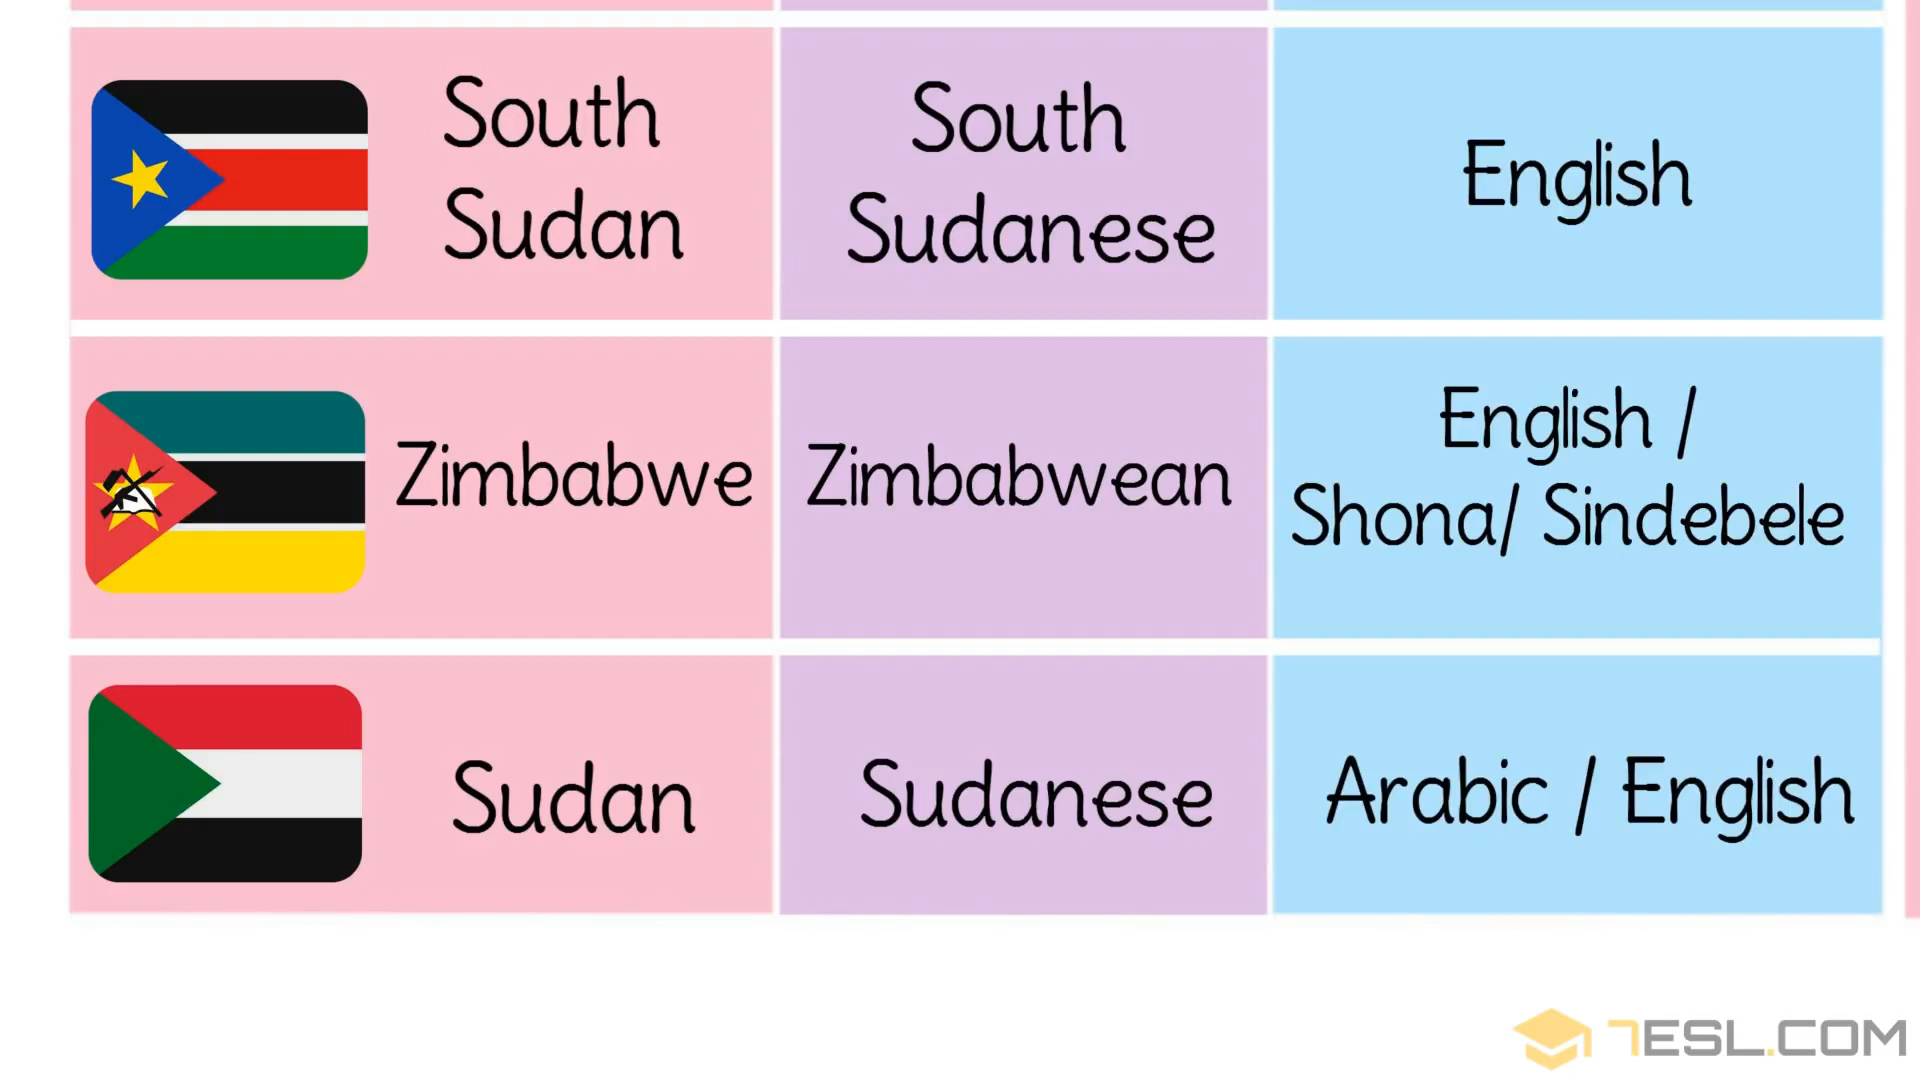 South
Sudan
South
Sudanese
English
Zimbabwe
Zimbabwean
English /
Shona/ Sindebele
Sudan
Sudanese
Arabic / English
7ESL.COM